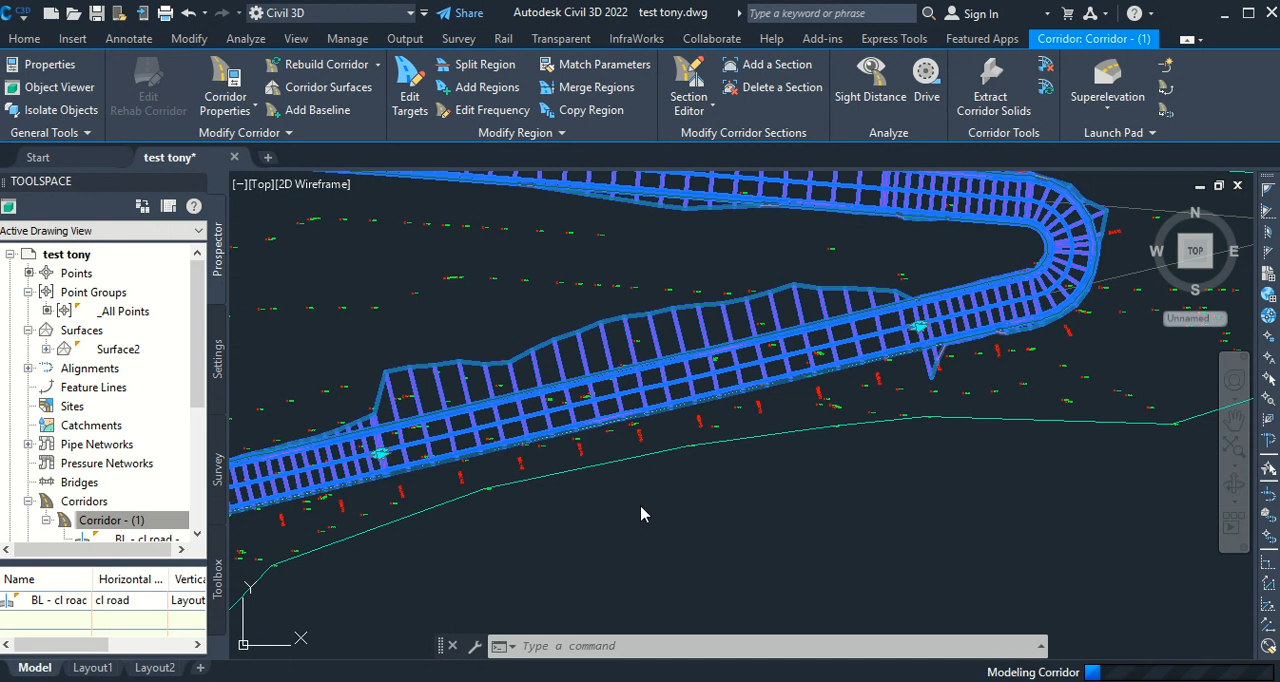 C3D
Civil 3D
Share
Autodesk Civil 3D 2022 test tony.dwg
Type a keyword or phrase
Sign In
Home Insert Annotate Modify Analyze View Manage Output Survey Rail Transparent InfraWorks Collaborate Help Add-ins Express Tools Featured Apps Corridor: Corridor - (1)
Properties
Object Viewer
Isolate Objects
General Tools
Edit
Rehab Corridor
Corridor
Properties
Rebuild Corridor
Corridor Surfaces
Add Baseline
Modify Corridor
Edit
Targets
Split Region
Add Regions
Edit Frequency
Match Parameters
Merge Regions
Copy Region
Modify Region
Section
Editor
Add a Section
Delete a Section
Modify Corridor Sections
Sight Distance
Drive
Analyze
Extract
Corridor Solids
Corridor Tools
Superelevation
Launch Pad
Start
test tony*
TOOLSPACE
Active Drawing View
test tony
Points
Point Groups
_All Points
Surfaces
Surface2
Alignments
Feature Lines
Sites
Catchments
Pipe Networks
Pressure Networks
Bridges
Corridors
Corridor - (1)
BL - cl road -
Name Horizontal ... Vertic
BL - cl roac cl road Layout
Prospector
Settings
Survey
Toolbox
[−][Top][2D Wireframe]
N
W TOP E
S
Unnamed
Y
X
Type a command
Model Layout1 Layout2
Modeling Corridor